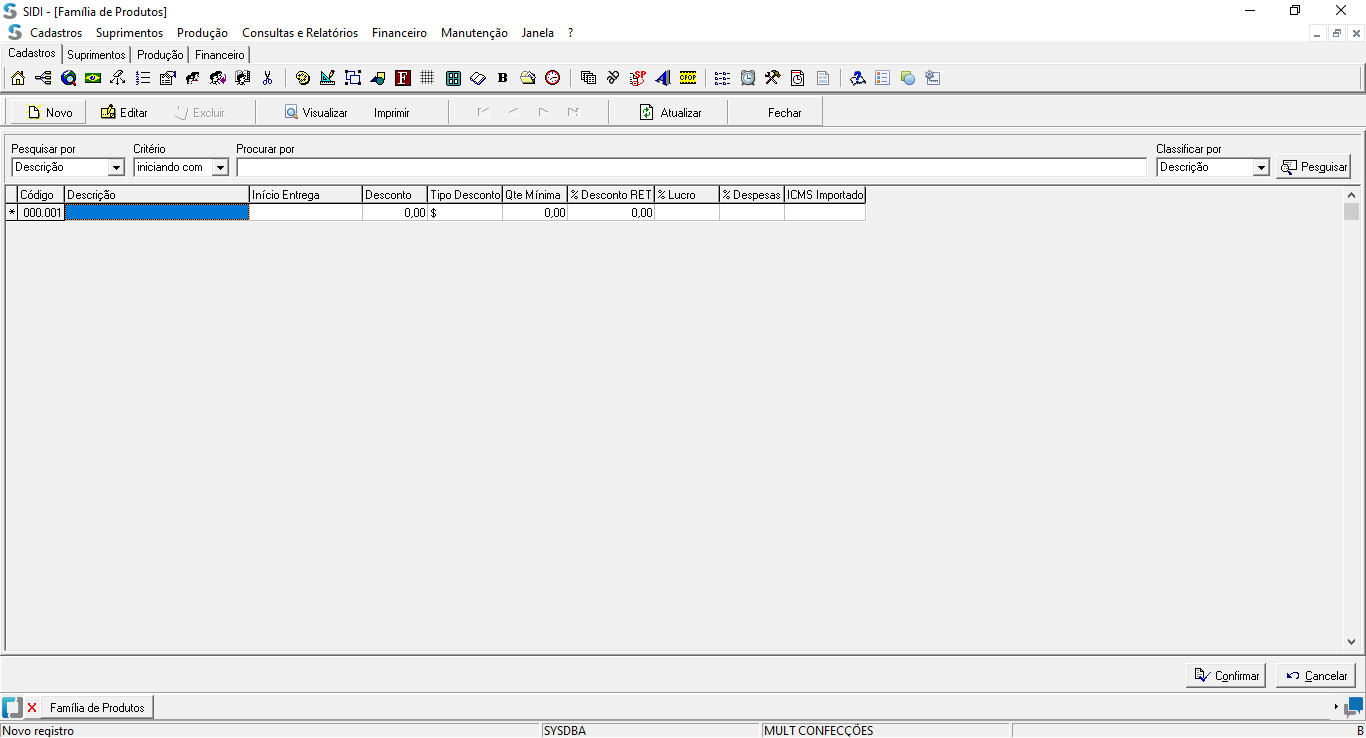 SIDI - [Família de Produtos]
Cadastros Suprimentos Produção Consultas e Relatórios Financeiro Manutenção Janela ?
Cadastros Suprimentos Produção Financeiro
F B SP CFOP
Novo Editar Excluir Visualizar Imprimir Atualizar Fechar
Pesquisar por Critério Procurar por Classificar por
Descrição iniciando com Descrição Pesquisar
Código Descrição Início Entrega Desconto Tipo Desconto Qte Mínima % Desconto RET % Lucro % Despesas ICMS Importado
* 000.001 0,00 $ 0,00 0,00
Confirmar Cancelar
Família de Produtos
Novo registro SYSDBA MULT CONFECÇÕES B